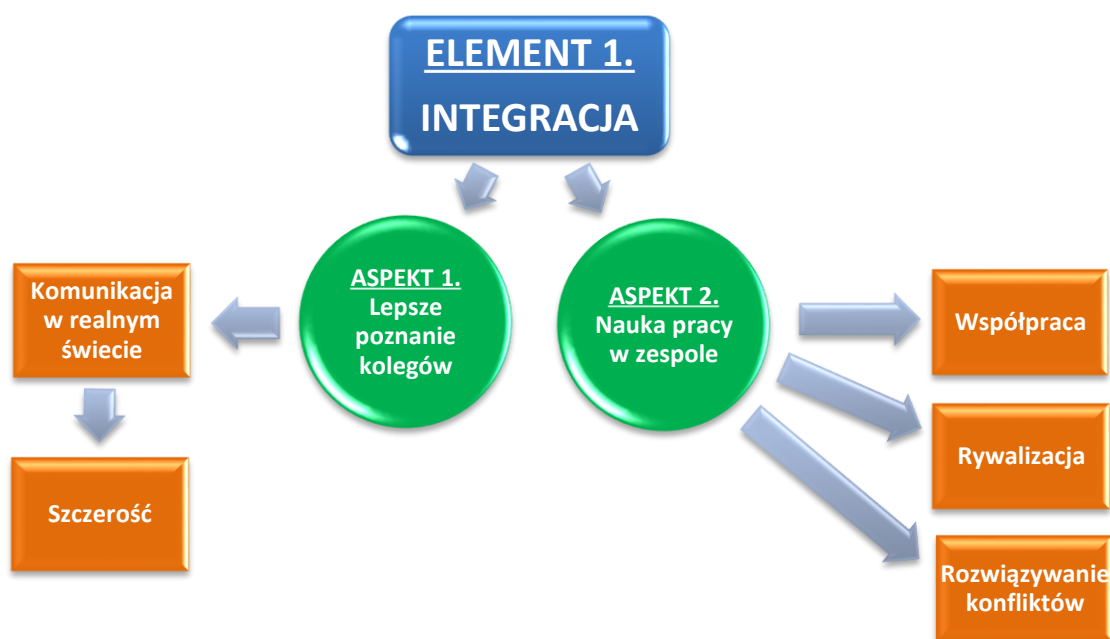 ELEMENT 1.
INTEGRACJA
ASPEKT 1.
Lepsze
poznanie
kolegów
ASPEKT 2.
Nauka pracy
w zespole
Komunikacja
w realnym
świecie
Szczerość
Współpraca
Rywalizacja
Rozwiązywanie
konfliktów